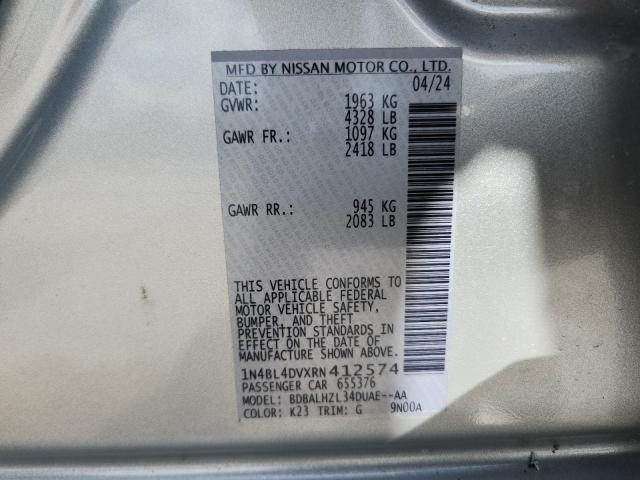 MFD BY NISSAN MOTOR CO., LTD.
DATE: 04/24
GVWR: 1963 KG
4328 LB
GAWR FR.: 1097 KG
2418 LB
GAWR RR.: 945 KG
2083 LB
THIS VEHICLE CONFORMS TO
ALL APPLICABLE FEDERAL
MOTOR VEHICLE SAFETY,
BUMPER, AND THEFT
PREVENTION STANDARDS IN
EFFECT ON THE DATE OF
MANUFACTURE SHOWN ABOVE.
1N4BL4DVXRN412574
PASSENGER CAR 655376
MODEL: BDBALHZL34DUAE--AA
COLOR: K23 TRIM: G 9N00A